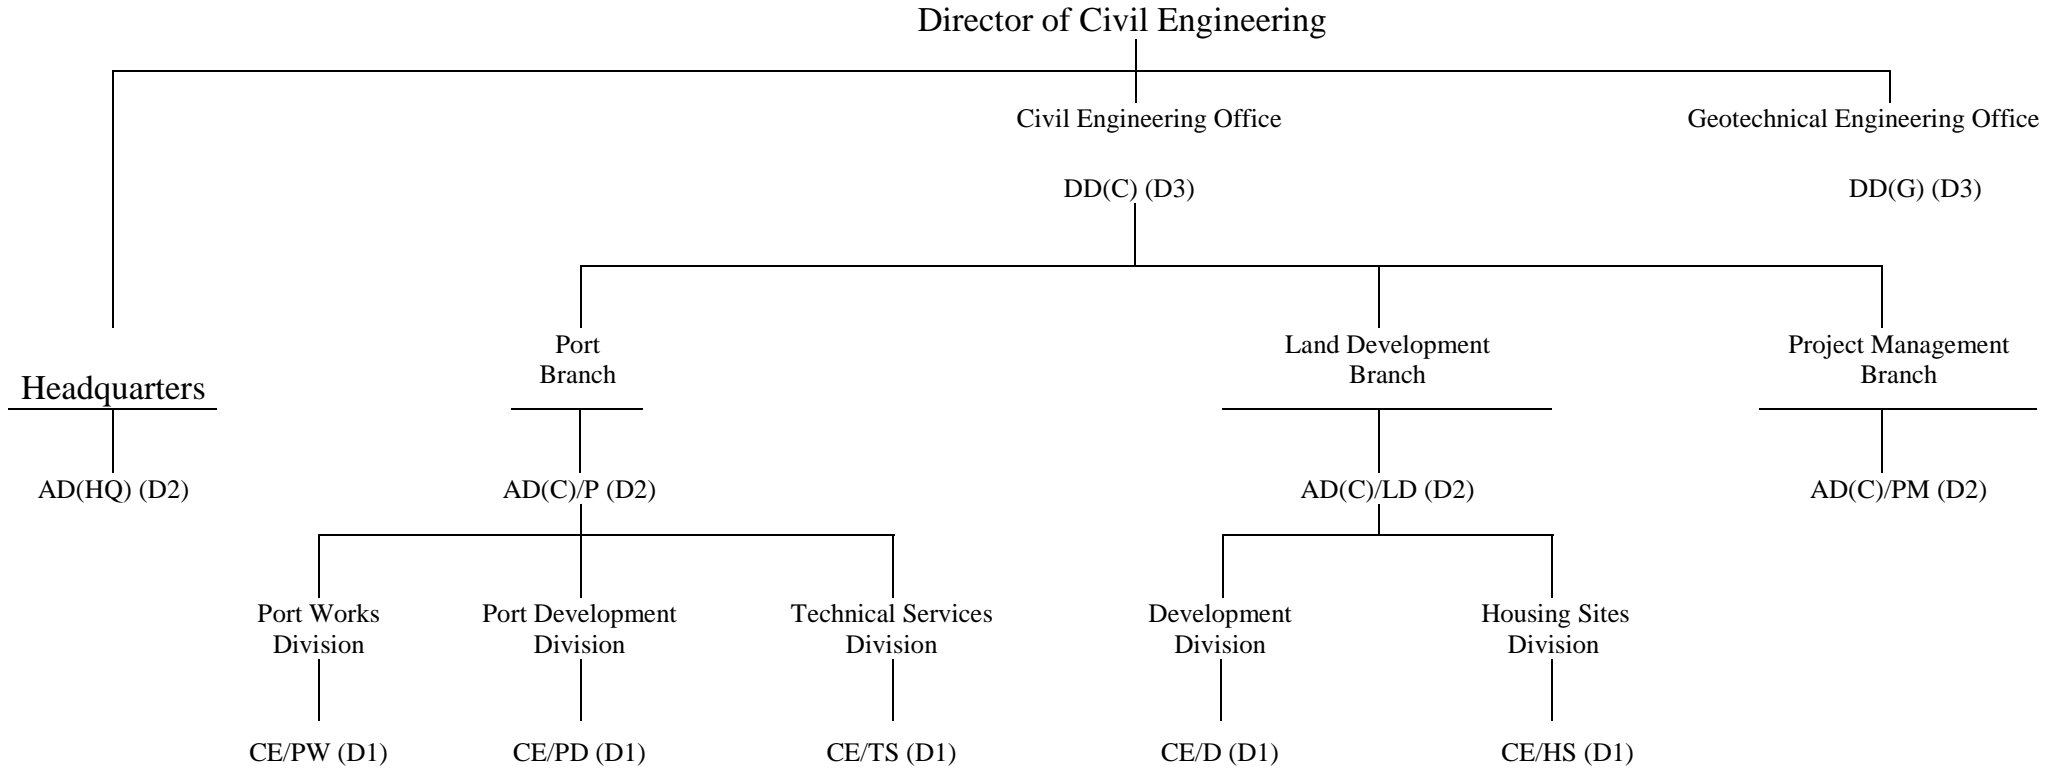 Director of Civil Engineering
Civil Engineering Office
Geotechnical Engineering Office
DD(C) (D3)
DD(G) (D3)
Headquarters
Port
Branch
Land Development
Branch
Project Management
Branch
AD(HQ) (D2)
AD(C)/P (D2)
AD(C)/LD (D2)
AD(C)/PM (D2)
Port Works
Division
Port Development
Division
Technical Services
Division
Development
Division
Housing Sites
Division
CE/PW (D1)
CE/PD (D1)
CE/TS (D1)
CE/D (D1)
CE/HS (D1)